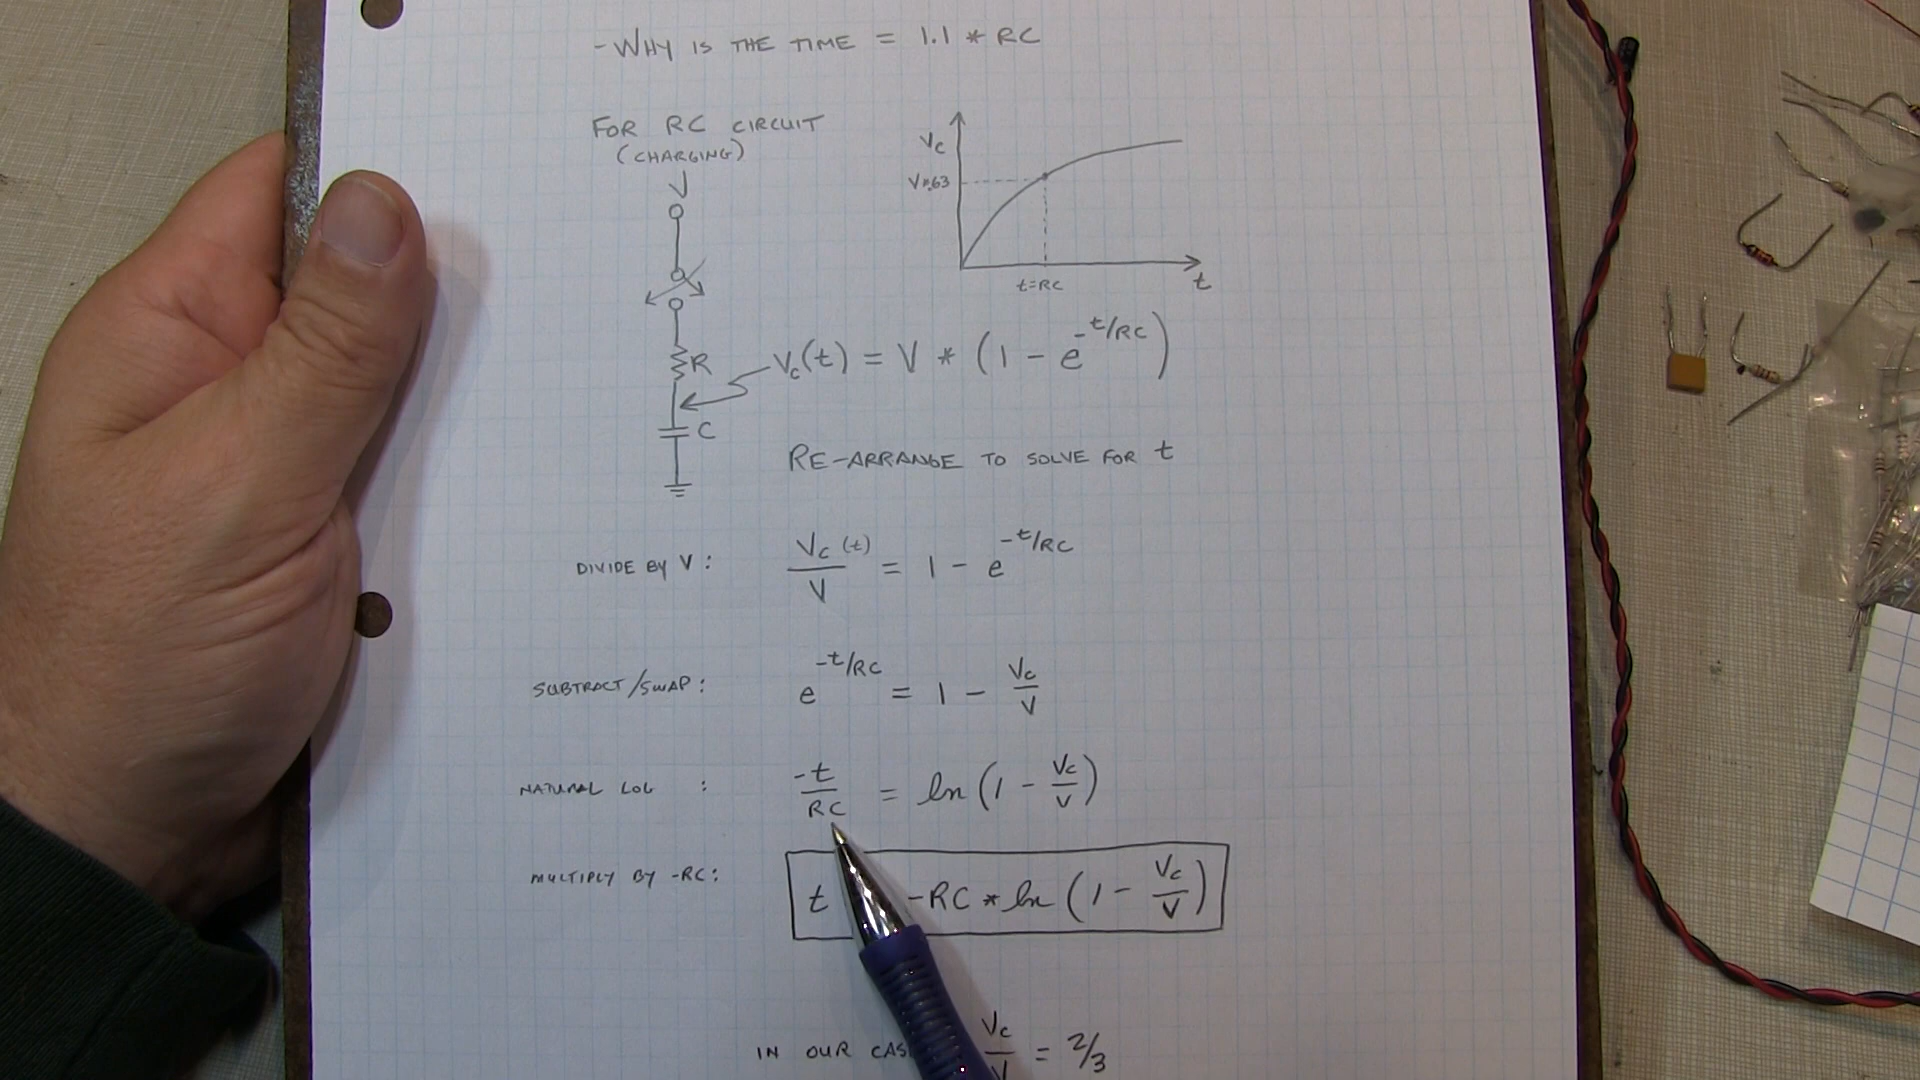 - WHY IS THE TIME = 1.1 * RC
FOR RC CIRCUIT
(CHARGING)
V
R
C
Vc
V*.63
t=RC
t
Vc(t) = V * (1 - e^-t/RC)
RE-ARRANGE TO SOLVE FOR t
DIVIDE BY V: Vc(t)/V = 1 - e^-t/RC
SUBTRACT/SWAP: e^-t/RC = 1 - Vc/V
NATURAL LOG : -t/RC = ln(1 - Vc/V)
MULTIPLY BY -RC: t -RC * ln(1 - Vc/V)
IN OUR CAS Vc/V = 2/3